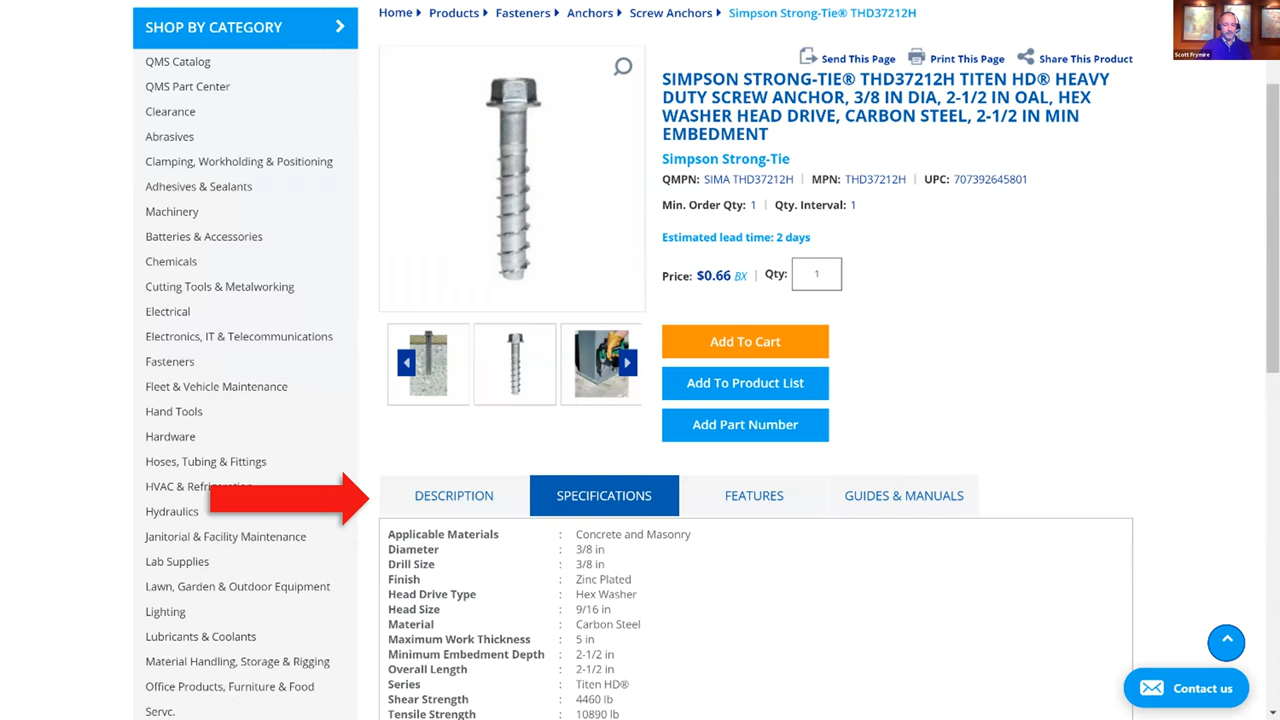 SHOP BY CATEGORY
QMS Catalog
QMS Part Center
Clearance
Abrasives
Clamping, Workholding & Positioning
Adhesives & Sealants
Machinery
Batteries & Accessories
Chemicals
Cutting Tools & Metalworking
Electrical
Electronics, IT & Telecommunications
Fasteners
Fleet & Vehicle Maintenance
Hand Tools
Hardware
Hoses, Tubing & Fittings
HVAC & Refrigeration
Hydraulics
Janitorial & Facility Maintenance
Lab Supplies
Lawn, Garden & Outdoor Equipment
Lighting
Lubricants & Coolants
Material Handling, Storage & Rigging
Office Products, Furniture & Food
Servc.
Home Products Fasteners Anchors Screw Anchors Simpson Strong-Tie® THD37212H
Send This Page Print This Page Share This Product
SIMPSON STRONG-TIE® THD37212H TITEN HD® HEAVY
DUTY SCREW ANCHOR, 3/8 IN DIA, 2-1/2 IN OAL, HEX
WASHER HEAD DRIVE, CARBON STEEL, 2-1/2 IN MIN
EMBEDMENT
Simpson Strong-Tie
QMPN: SIMA THD37212H | MPN: THD37212H | UPC: 707392645801
Min. Order Qty: 1 | Qty. Interval: 1
Estimated lead time: 2 days
Price: $0.66 BX | Qty: 1
Add To Cart
Add To Product List
Add Part Number
DESCRIPTION SPECIFICATIONS FEATURES GUIDES & MANUALS
Applicable Materials : Concrete and Masonry
Diameter : 3/8 in
Drill Size : 3/8 in
Finish : Zinc Plated
Head Drive Type : Hex Washer
Head Size : 9/16 in
Material : Carbon Steel
Maximum Work Thickness : 5 in
Minimum Embedment Depth : 2-1/2 in
Overall Length : 2-1/2 in
Series : Titen HD®
Shear Strength : 4460 lb
Tensile Strength : 10890 lb
Scott Frymire
Contact us